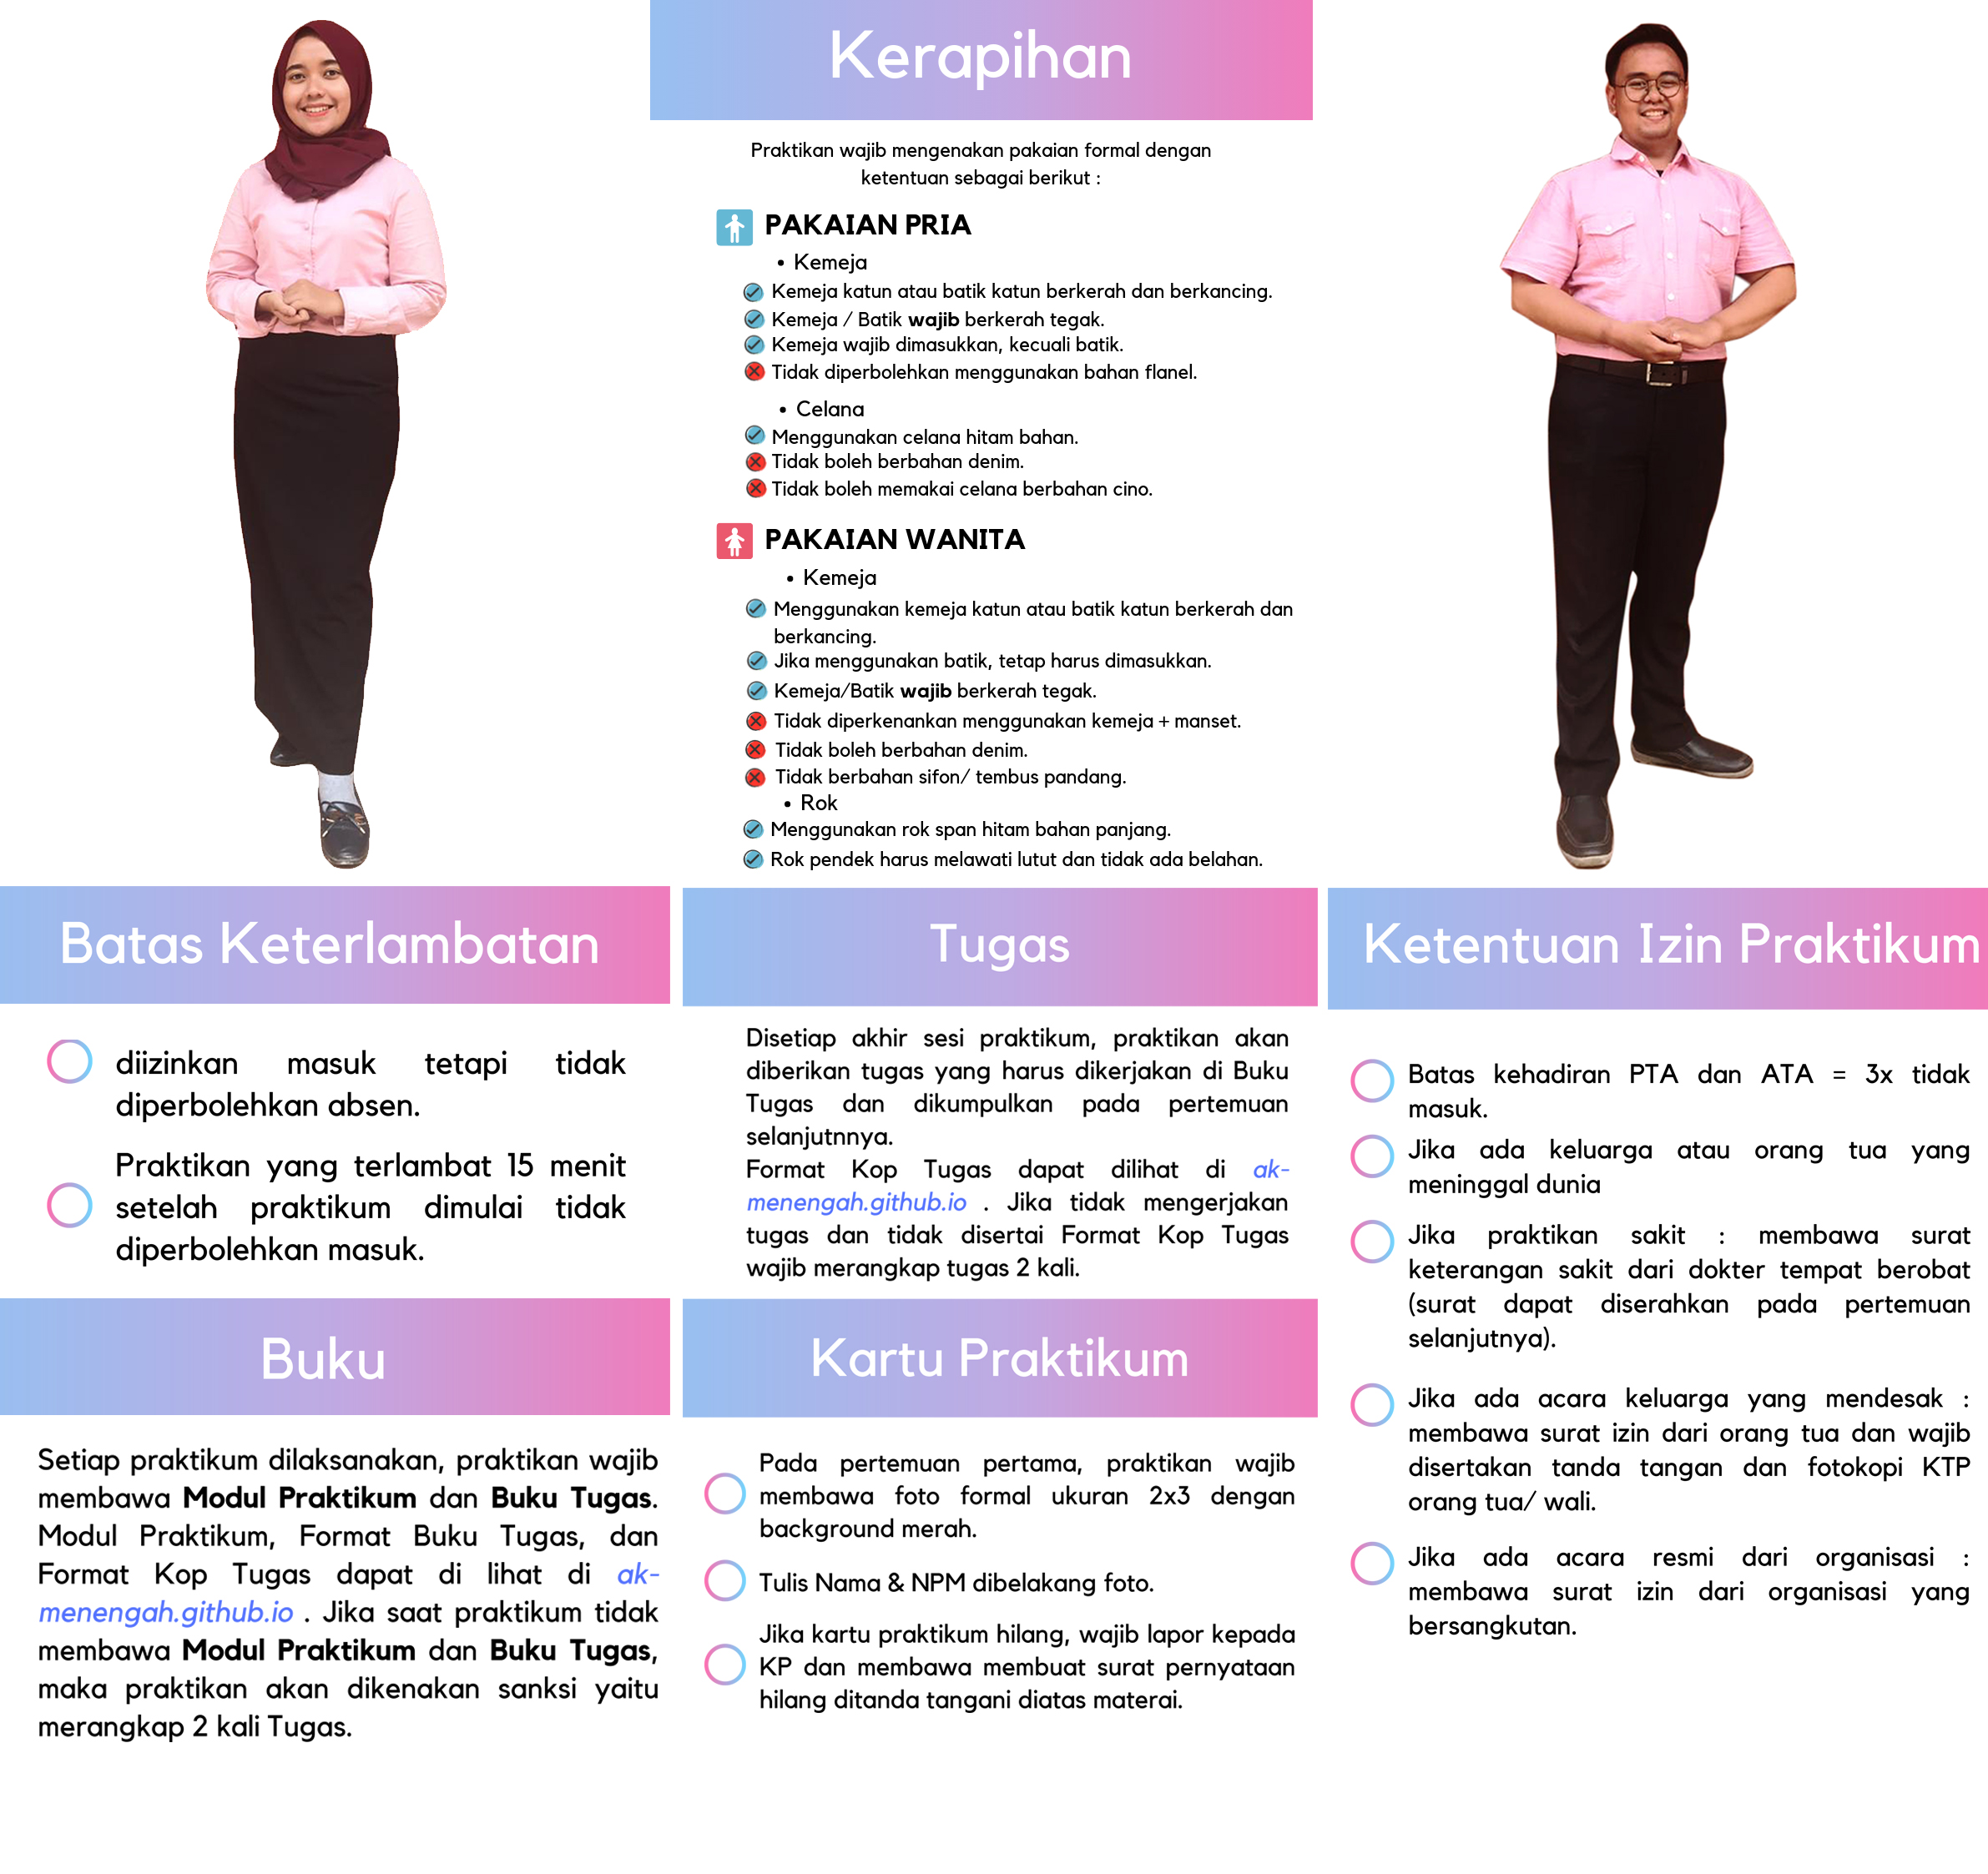 Kerapihan
Praktikan wajib mengenakan pakaian formal dengan
ketentuan sebagai berikut :
PAKAIAN PRIA
• Kemeja
Kemeja katun atau batik katun berkerah dan berkancing.
Kemeja / Batik wajib berkerah tegak.
Kemeja wajib dimasukkan, kecuali batik.
Tidak diperbolehkan menggunakan bahan flanel.
• Celana
Menggunakan celana hitam bahan.
Tidak boleh berbahan denim.
Tidak boleh memakai celana berbahan cino.
PAKAIAN WANITA
• Kemeja
Menggunakan kemeja katun atau batik katun berkerah dan
berkancing.
Jika menggunakan batik, tetap harus dimasukkan.
Kemeja/Batik wajib berkerah tegak.
Tidak diperkenankan menggunakan kemeja + manset.
Tidak boleh berbahan denim.
Tidak berbahan sifon/ tembus pandang.
• Rok
Menggunakan rok span hitam bahan panjang.
Rok pendek harus melawati lutut dan tidak ada belahan.
Batas Keterlambatan
diizinkan masuk tetapi tidak
diperbolehkan absen.
Praktikan yang terlambat 15 menit
setelah praktikum dimulai tidak
diperbolehkan masuk.
Buku
Setiap praktikum dilaksanakan, praktikan wajib
membawa Modul Praktikum dan Buku Tugas.
Modul Praktikum, Format Buku Tugas, dan
Format Kop Tugas dapat di lihat di ak-
menengah.github.io . Jika saat praktikum tidak
membawa Modul Praktikum dan Buku Tugas,
maka praktikan akan dikenakan sanksi yaitu
merangkap 2 kali Tugas.
Tugas
Disetiap akhir sesi praktikum, praktikan akan
diberikan tugas yang harus dikerjakan di Buku
Tugas dan dikumpulkan pada pertemuan
selanjutnnya.
Format Kop Tugas dapat dilihat di ak-
menengah.github.io . Jika tidak mengerjakan
tugas dan tidak disertai Format Kop Tugas
wajib merangkap tugas 2 kali.
Kartu Praktikum
Pada pertemuan pertama, praktikan wajib
membawa foto formal ukuran 2x3 dengan
background merah.
Tulis Nama & NPM dibelakang foto.
Jika kartu praktikum hilang, wajib lapor kepada
KP dan membawa membuat surat pernyataan
hilang ditanda tangani diatas materai.
Ketentuan Izin Praktikum
Batas kehadiran PTA dan ATA = 3x tidak
masuk.
Jika ada keluarga atau orang tua yang
meninggal dunia
Jika praktikan sakit : membawa surat
keterangan sakit dari dokter tempat berobat
(surat dapat diserahkan pada pertemuan
selanjutnya).
Jika ada acara keluarga yang mendesak :
membawa surat izin dari orang tua dan wajib
disertakan tanda tangan dan fotokopi KTP
orang tua/ wali.
Jika ada acara resmi dari organisasi :
membawa surat izin dari organisasi yang
bersangkutan.